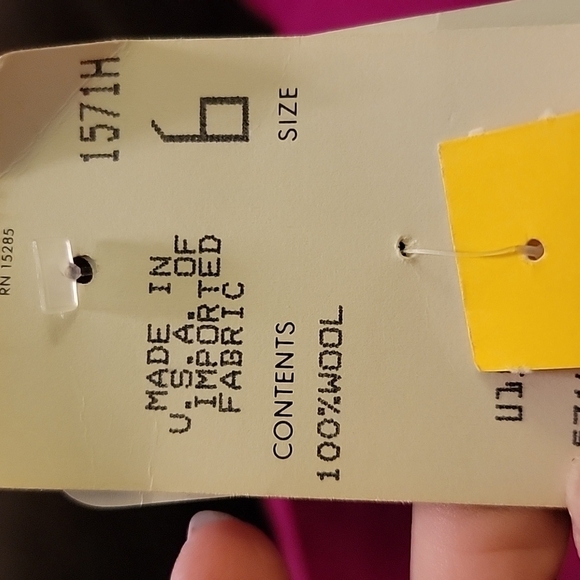 RN 15285
1571H
6
SIZE
MADE IN
U.S.A. OF
IMPORTED
FABRIC
CONTENTS
100%WOOL